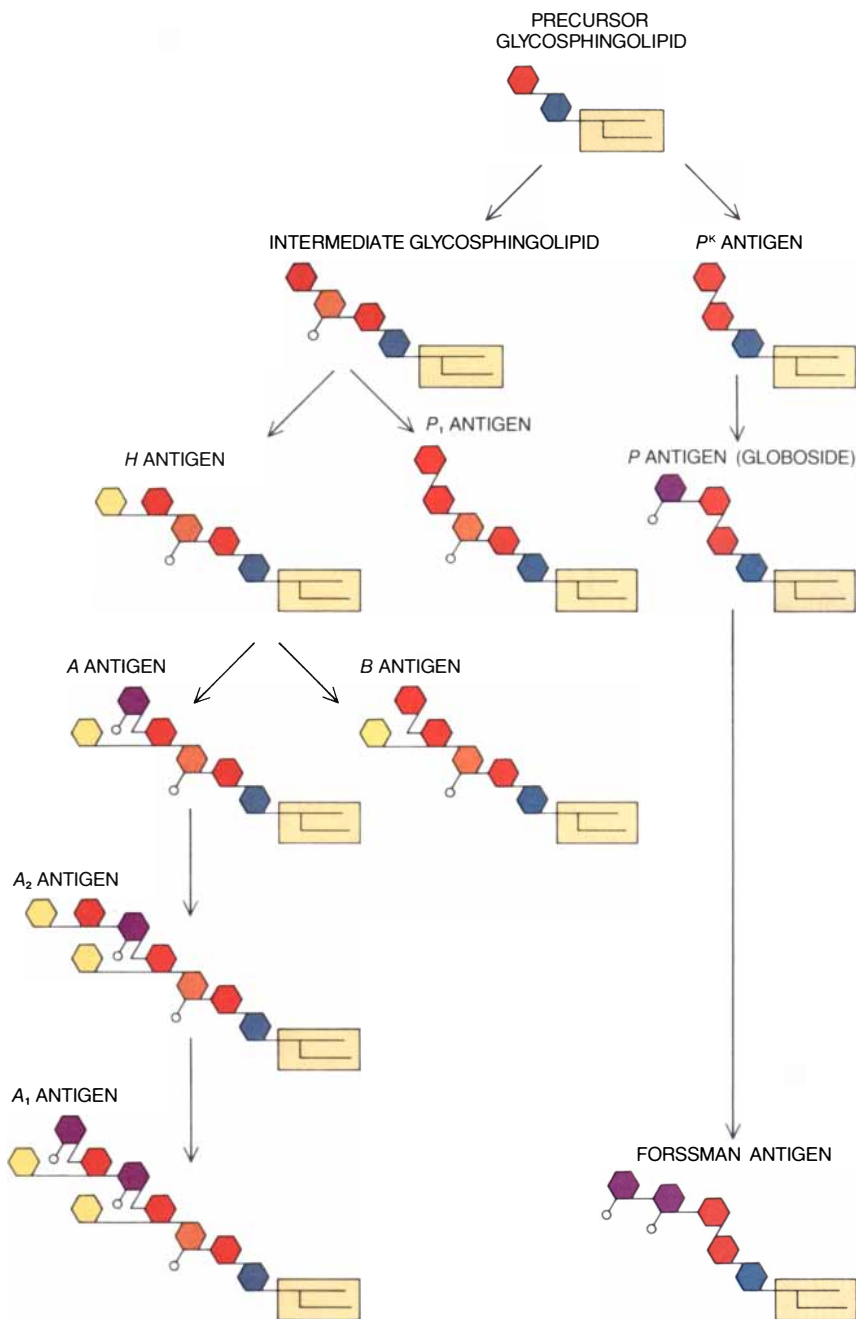 PRECURSOR
GLYCOSPHINGOLIPID
INTERMEDIATE GLYCOSPHINGOLIPID
Pᴷ ANTIGEN
H ANTIGEN
P₁ ANTIGEN
P ANTIGEN (GLOBOSIDE)
A ANTIGEN
B ANTIGEN
A₂ ANTIGEN
A₁ ANTIGEN
FORSSMAN ANTIGEN